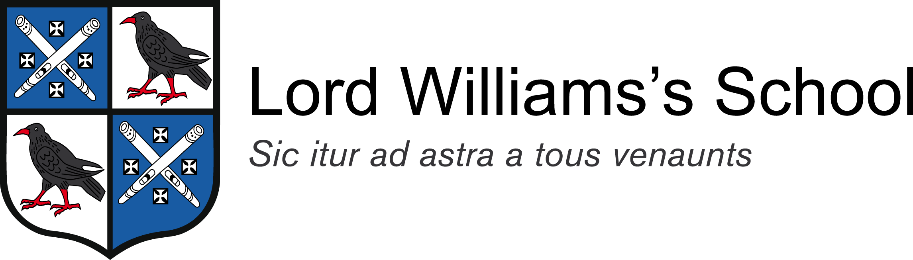 Lord Williams’s School
Sic itur ad astra a tous venaunts